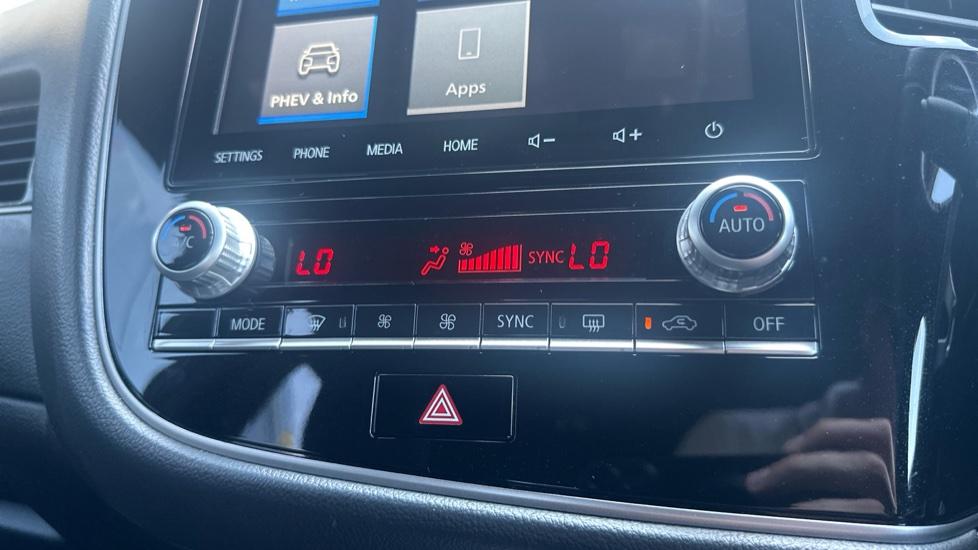 PHEV & Info
Apps
SETTINGS PHONE MEDIA HOME
A/C
AUTO
LO SYNC LO
MODE SYNC OFF